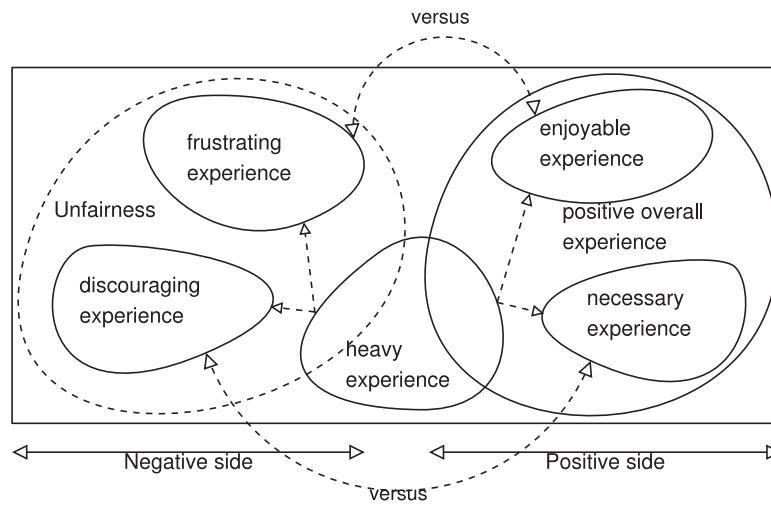 versus
frustrating
experience
enjoyable
experience
Unfairness
positive overall
experience
discouraging
experience
necessary
experience
heavy
experience
Negative side
Positive side
versus